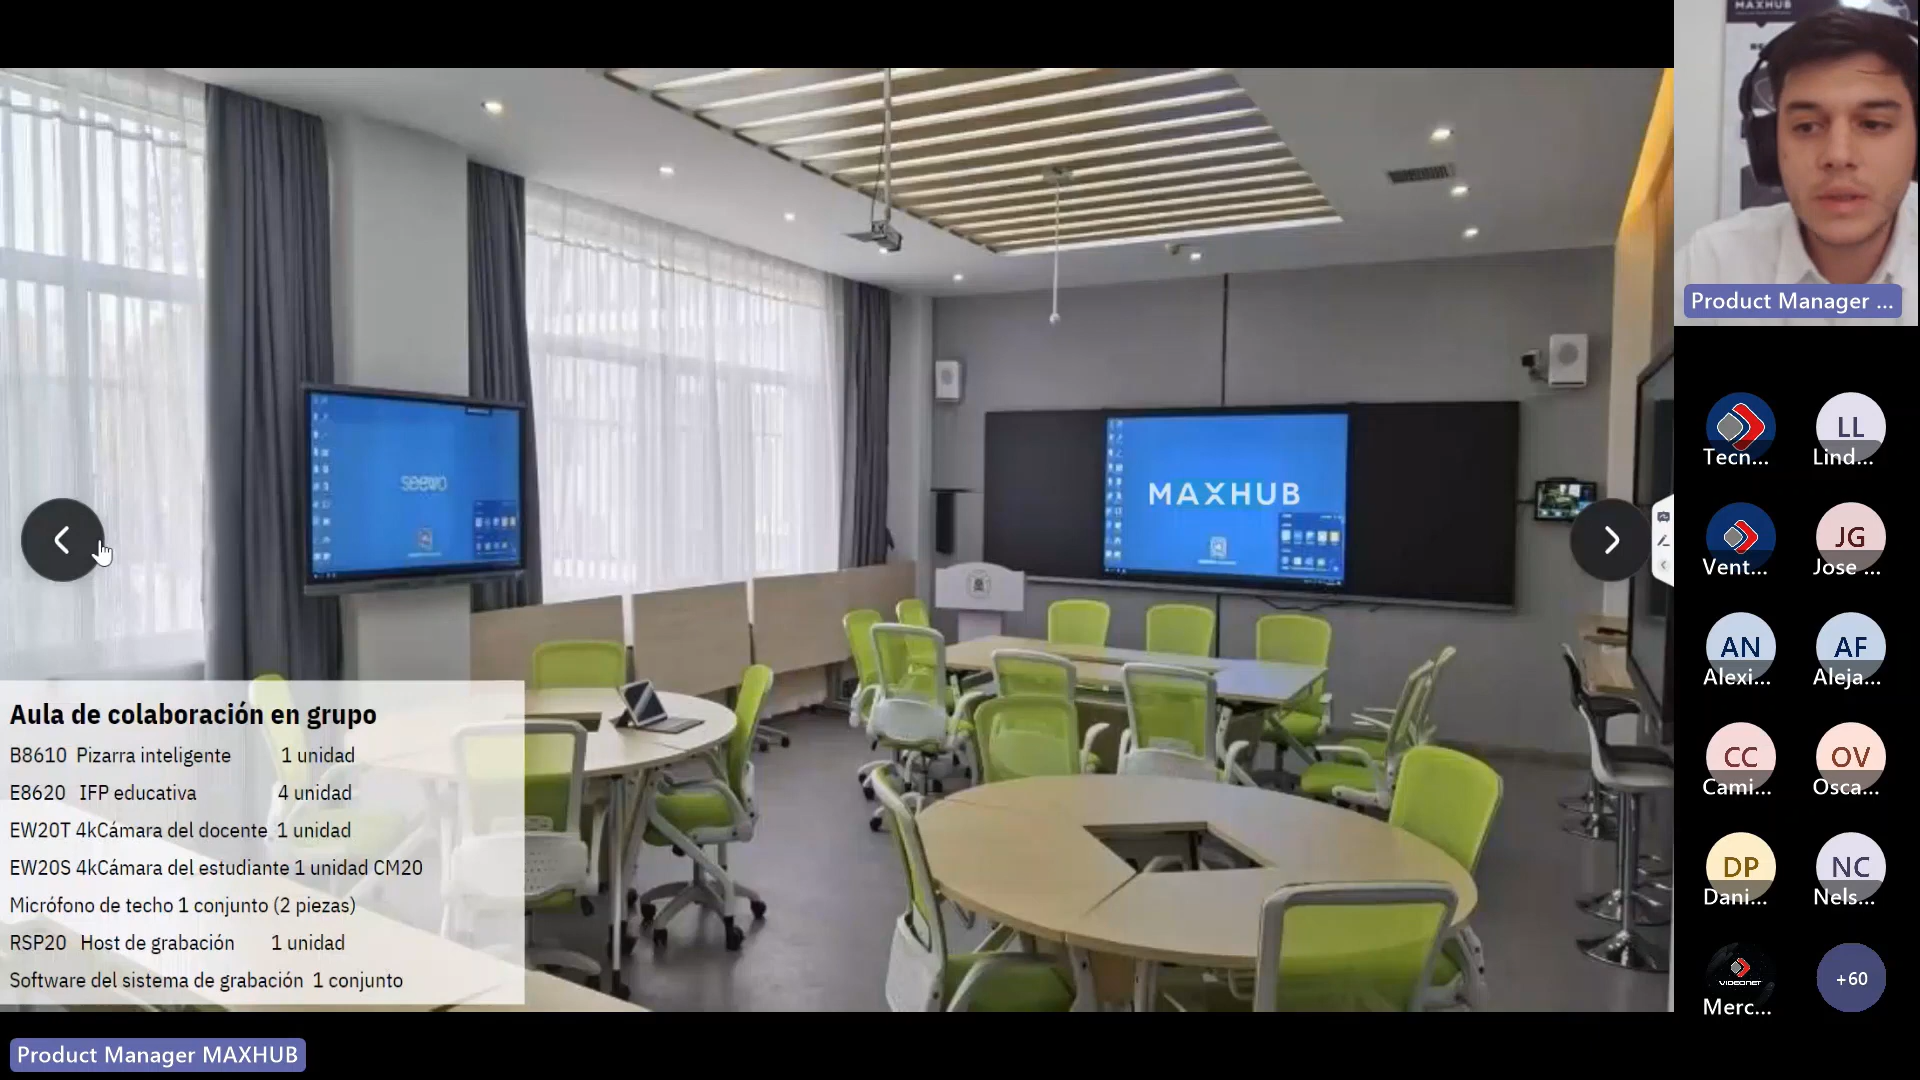 MAXHUB
Product Manager ...
seewo
MAXHUB
Tecn...
LL
Lind...
Vent...
JG
Jose ...
AN
Alexi...
AF
Aleja...
CC
Cami...
OV
Osca...
DP
Dani...
NC
Nels...
VIDEONET
Merc...
+60
Aula de colaboración en grupo
B8610 Pizarra inteligente 1 unidad
E8620 IFP educativa 4 unidad
EW20T 4kCámara del docente 1 unidad
EW20S 4kCámara del estudiante 1 unidad CM20
Micrófono de techo 1 conjunto (2 piezas)
RSP20 Host de grabación 1 unidad
Software del sistema de grabación 1 conjunto
Product Manager MAXHUB